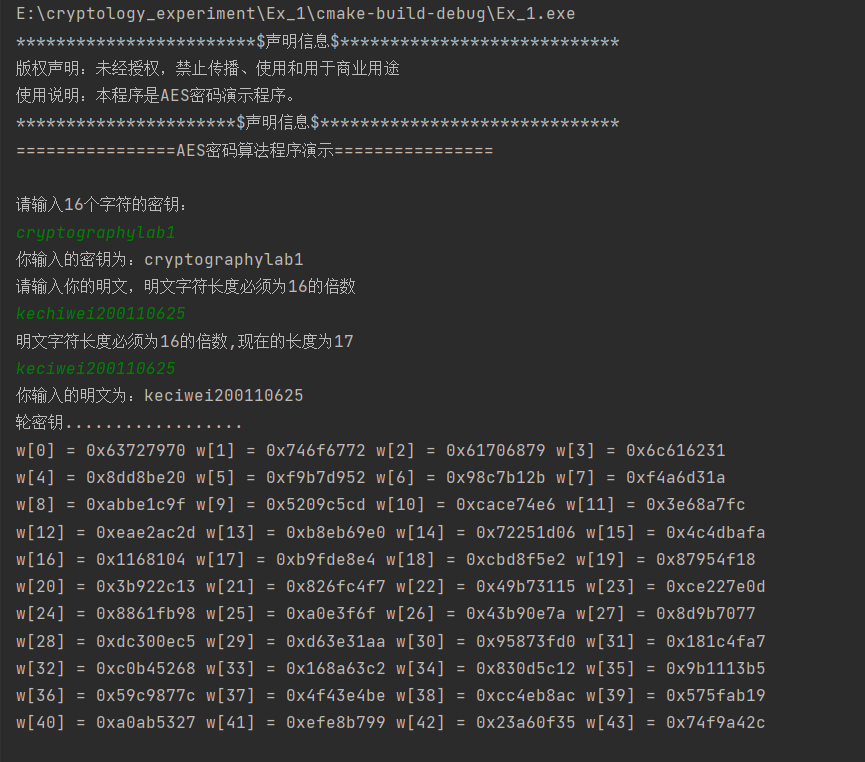 E:\cryptology_experiment\Ex_1\cmake-build-debug\Ex_1.exe
************************$声明信息$****************************
版权声明：未经授权，禁止传播、使用和用于商业用途
使用说明：本程序是AES密码演示程序。
**********************$声明信息$******************************
================AES密码算法程序演示================
请输入16个字符的密钥：
cryptographylab1
你输入的密钥为：cryptographylab1
请输入你的明文，明文字符长度必须为16的倍数
kechiwei200110625
明文字符长度必须为16的倍数,现在的长度为17
keciwei200110625
你输入的明文为：keciwei200110625
轮密钥..................
w[0] = 0x63727970 w[1] = 0x746f6772 w[2] = 0x61706879 w[3] = 0x6c616231
w[4] = 0x8dd8be20 w[5] = 0xf9b7d952 w[6] = 0x98c7b12b w[7] = 0xf4a6d31a
w[8] = 0xabbe1c9f w[9] = 0x5209c5cd w[10] = 0xcace74e6 w[11] = 0x3e68a7fc
w[12] = 0xeae2ac2d w[13] = 0xb8eb69e0 w[14] = 0x72251d06 w[15] = 0x4c4dbafa
w[16] = 0x1168104 w[17] = 0xb9fde8e4 w[18] = 0xcbd8f5e2 w[19] = 0x87954f18
w[20] = 0x3b922c13 w[21] = 0x826fc4f7 w[22] = 0x49b73115 w[23] = 0xce227e0d
w[24] = 0x8861fb98 w[25] = 0xa0e3f6f w[26] = 0x43b90e7a w[27] = 0x8d9b7077
w[28] = 0xdc300ec5 w[29] = 0xd63e31aa w[30] = 0x95873fd0 w[31] = 0x181c4fa7
w[32] = 0xc0b45268 w[33] = 0x168a63c2 w[34] = 0x830d5c12 w[35] = 0x9b1113b5
w[36] = 0x59c9877c w[37] = 0x4f43e4be w[38] = 0xcc4eb8ac w[39] = 0x575fab19
w[40] = 0xa0ab5327 w[41] = 0xefe8b799 w[42] = 0x23a60f35 w[43] = 0x74f9a42c